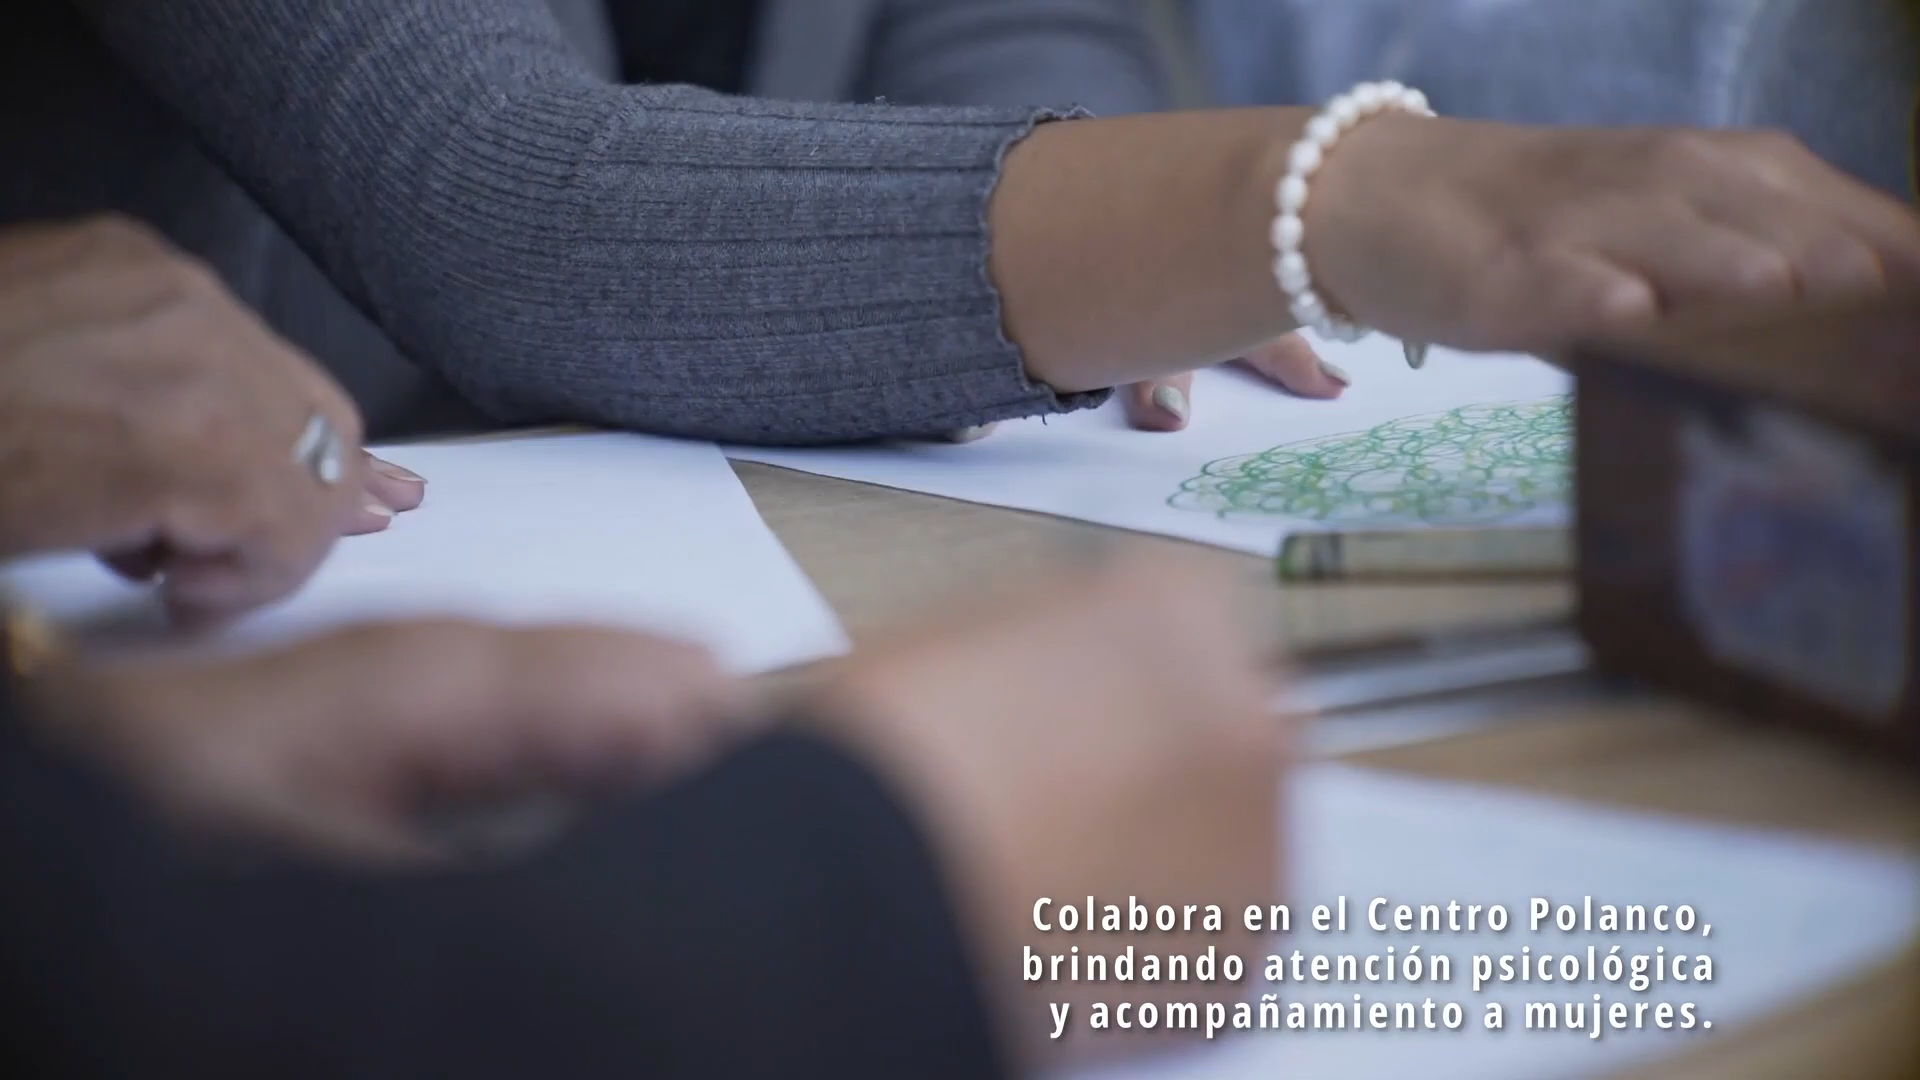 Colabora en el Centro Polanco,
brindando atención psicológica
y acompañamiento a mujeres.